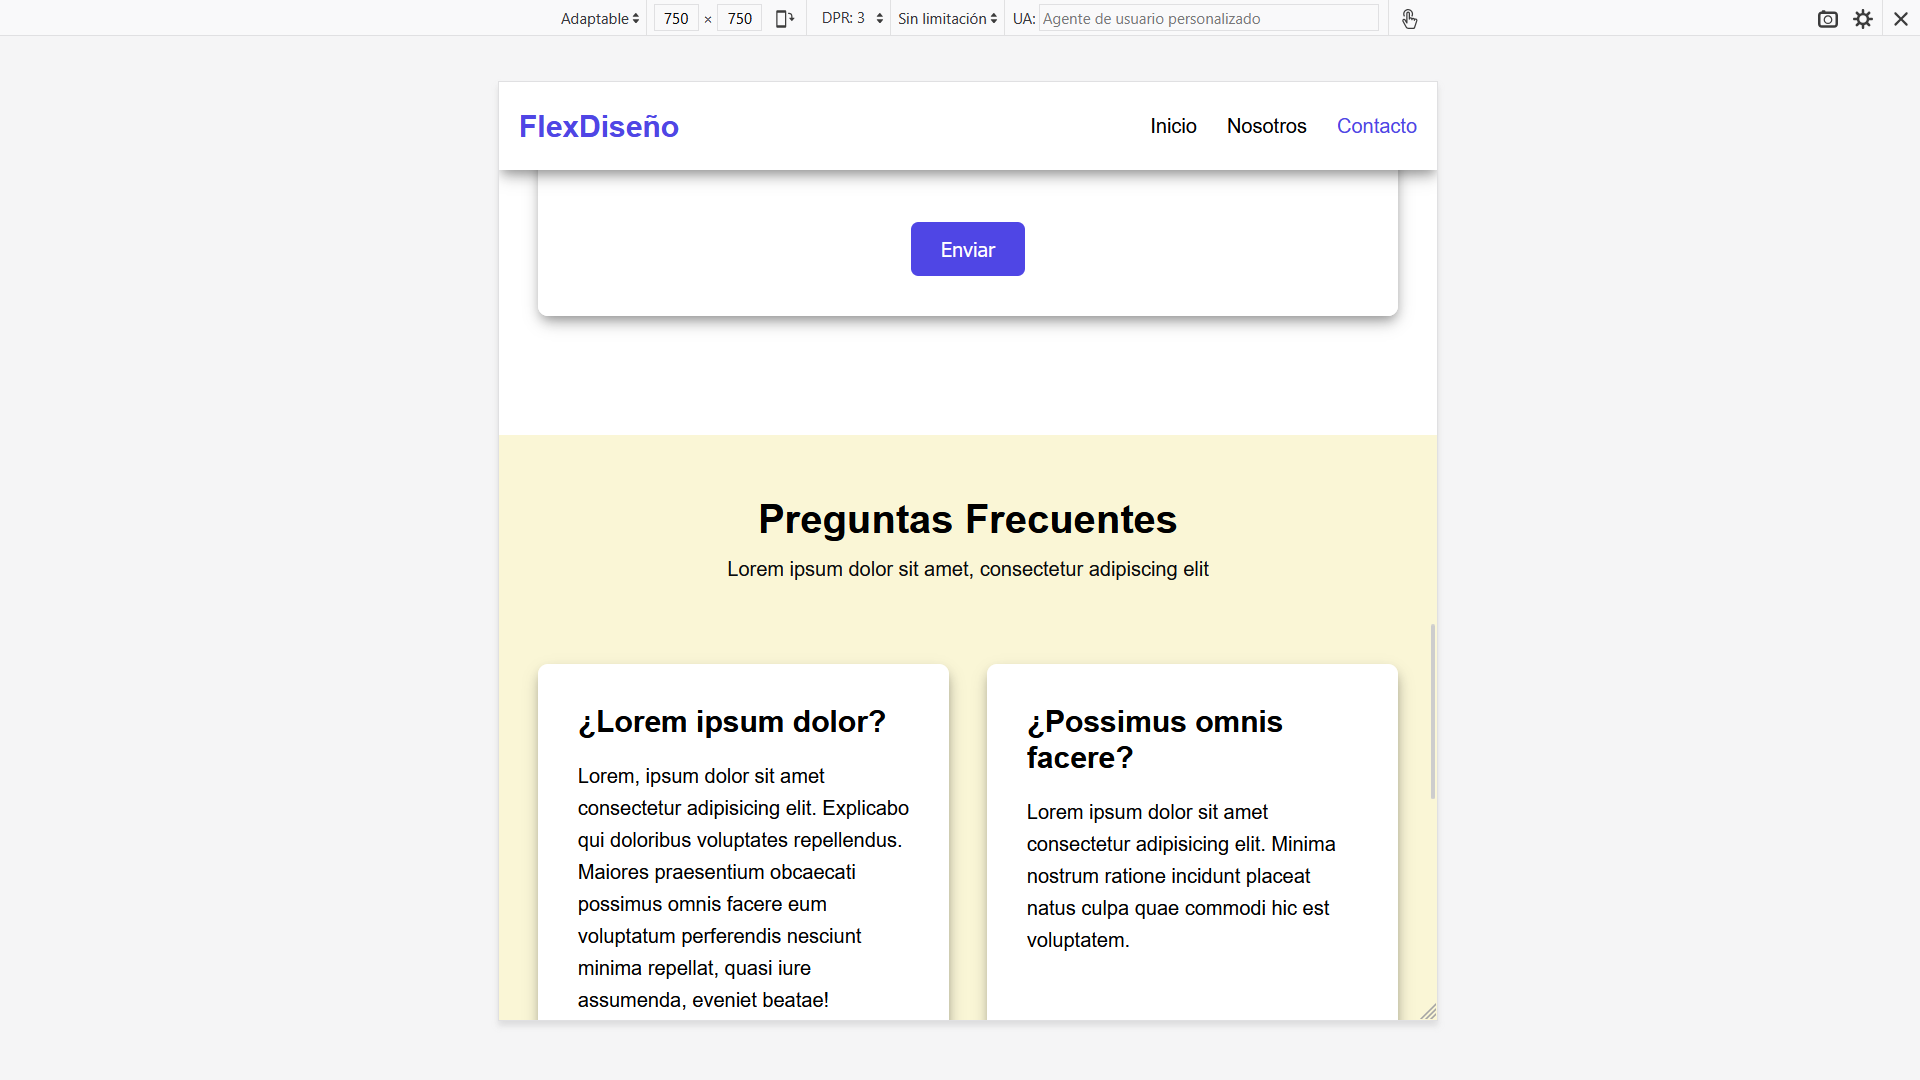 Adaptable 750 × 750 DPR: 3 Sin limitación UA: Agente de usuario personalizado
FlexDiseño Inicio Nosotros Contacto
Enviar
Preguntas Frecuentes
Lorem ipsum dolor sit amet, consectetur adipiscing elit
¿Lorem ipsum dolor?
Lorem, ipsum dolor sit amet
consectetur adipisicing elit. Explicabo
qui doloribus voluptates repellendus.
Maiores praesentium obcaecati
possimus omnis facere eum
voluptatum perferendis nesciunt
minima repellat, quasi iure
assumenda, eveniet beatae!
¿Possimus omnis
facere?
Lorem ipsum dolor sit amet
consectetur adipisicing elit. Minima
nostrum ratione incidunt placeat
natus culpa quae commodi hic est
voluptatem.